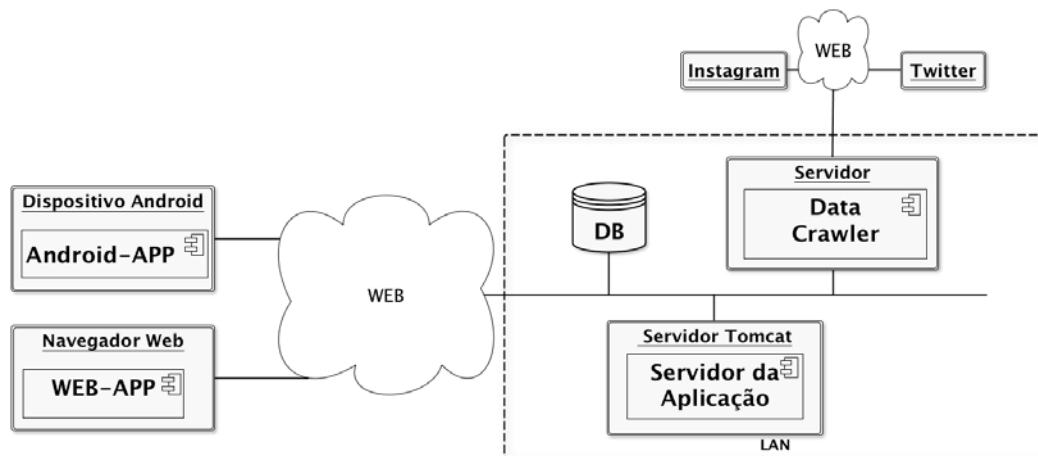 WEB
Instagram
Twitter
Servidor
Data
Crawler
Dispositivo Android
Android-APP
DB
WEB
Navegador Web
WEB-APP
Servidor Tomcat
Servidor da
Aplicação
LAN